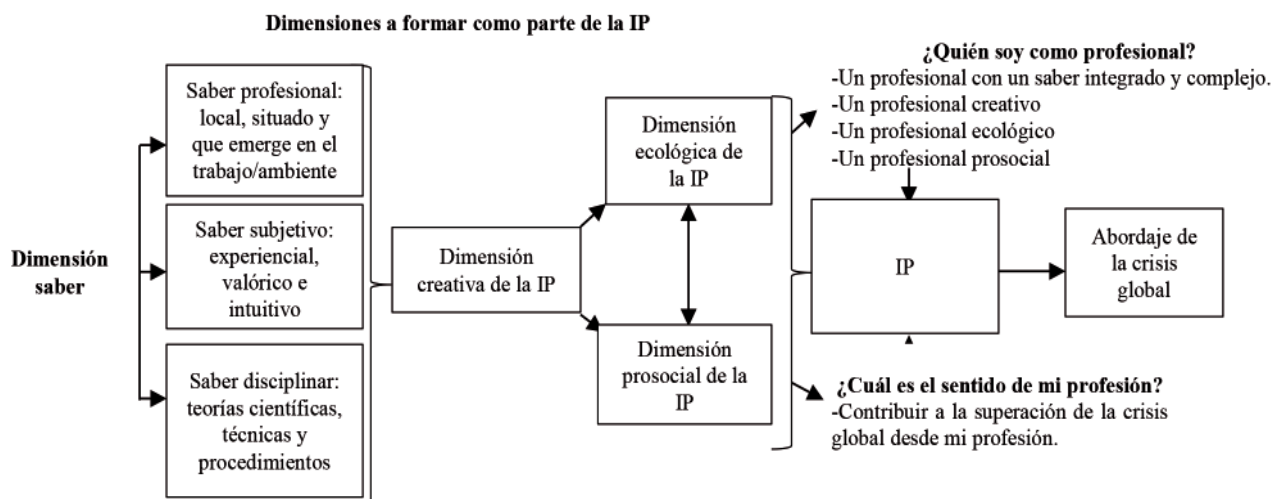 Dimensiones a formar como parte de la IP
Dimensión
saber
Saber profesional:
local, situado y
que emerge en el
trabajo/ambiente
Saber subjetivo:
experiencial,
valórico e
intuitivo
Saber disciplinar:
teorías científicas,
técnicas y
procedimientos
Dimensión
creativa de la IP
Dimensión
ecológica de
la IP
Dimensión
prosocial de la
IP
¿Quién soy como profesional?
-Un profesional con un saber integrado y complejo.
-Un profesional creativo
-Un profesional ecológico
-Un profesional prosocial
IP
¿Cuál es el sentido de mi profesión?
-Contribuir a la superación de la crisis
global desde mi profesión.
Abordaje de
la crisis
global